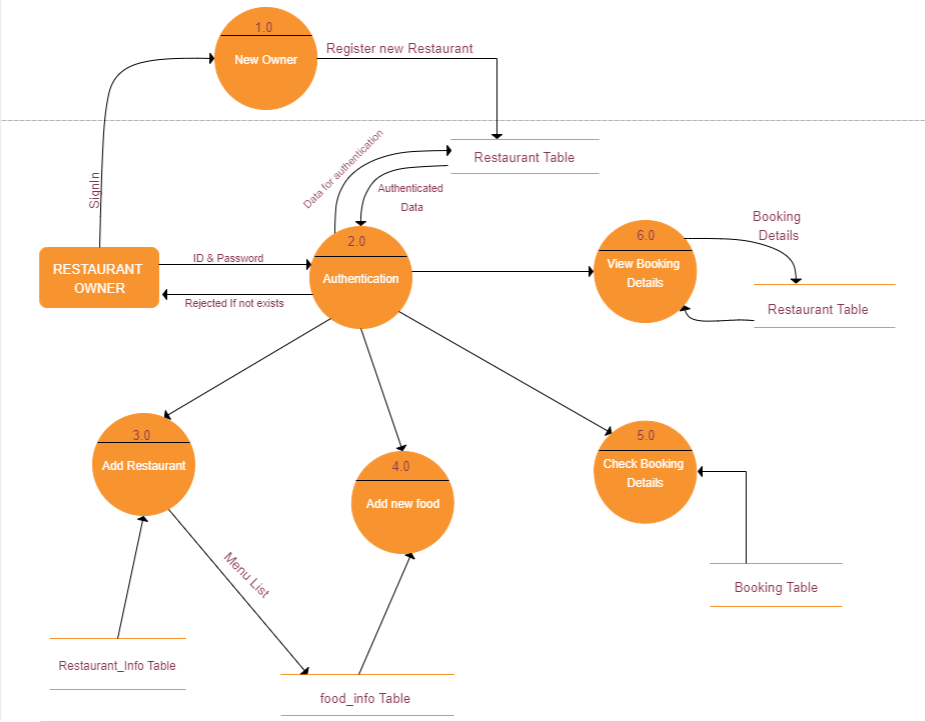 1.0
New Owner
Register new Restaurant
SignIn
Data for authentication
Restaurant Table
Authenticated
Data
RESTAURANT
OWNER
ID & Password
Rejected If not exists
2.0
Authentication
6.0
View Booking
Details
Booking
Details
Restaurant Table
3.0
Add Restaurant
4.0
Add new food
5.0
Check Booking
Details
Menu List
Booking Table
Restaurant_Info Table
food_info Table